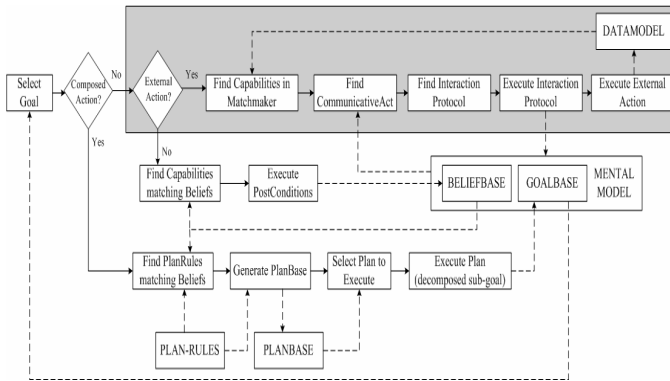 DATAMODEL
Select
Goal
Composed
Action?
No
External
Action?
Yes
Find Capabilities in
Matchmaker
Find
CommunicativeAct
Find Interaction
Protocol
Execute Interaction
Protocol
Execute External
Action
Yes
No
Find Capabilities
matching Beliefs
Execute
PostConditions
BELIEFBASE
GOALBASE
MENTAL
MODEL
Find PlanRules
matching Beliefs
Generate PlanBase
Select Plan to
Execute
Execute Plan
(decomposed sub-goal)
PLAN-RULES
PLANBASE